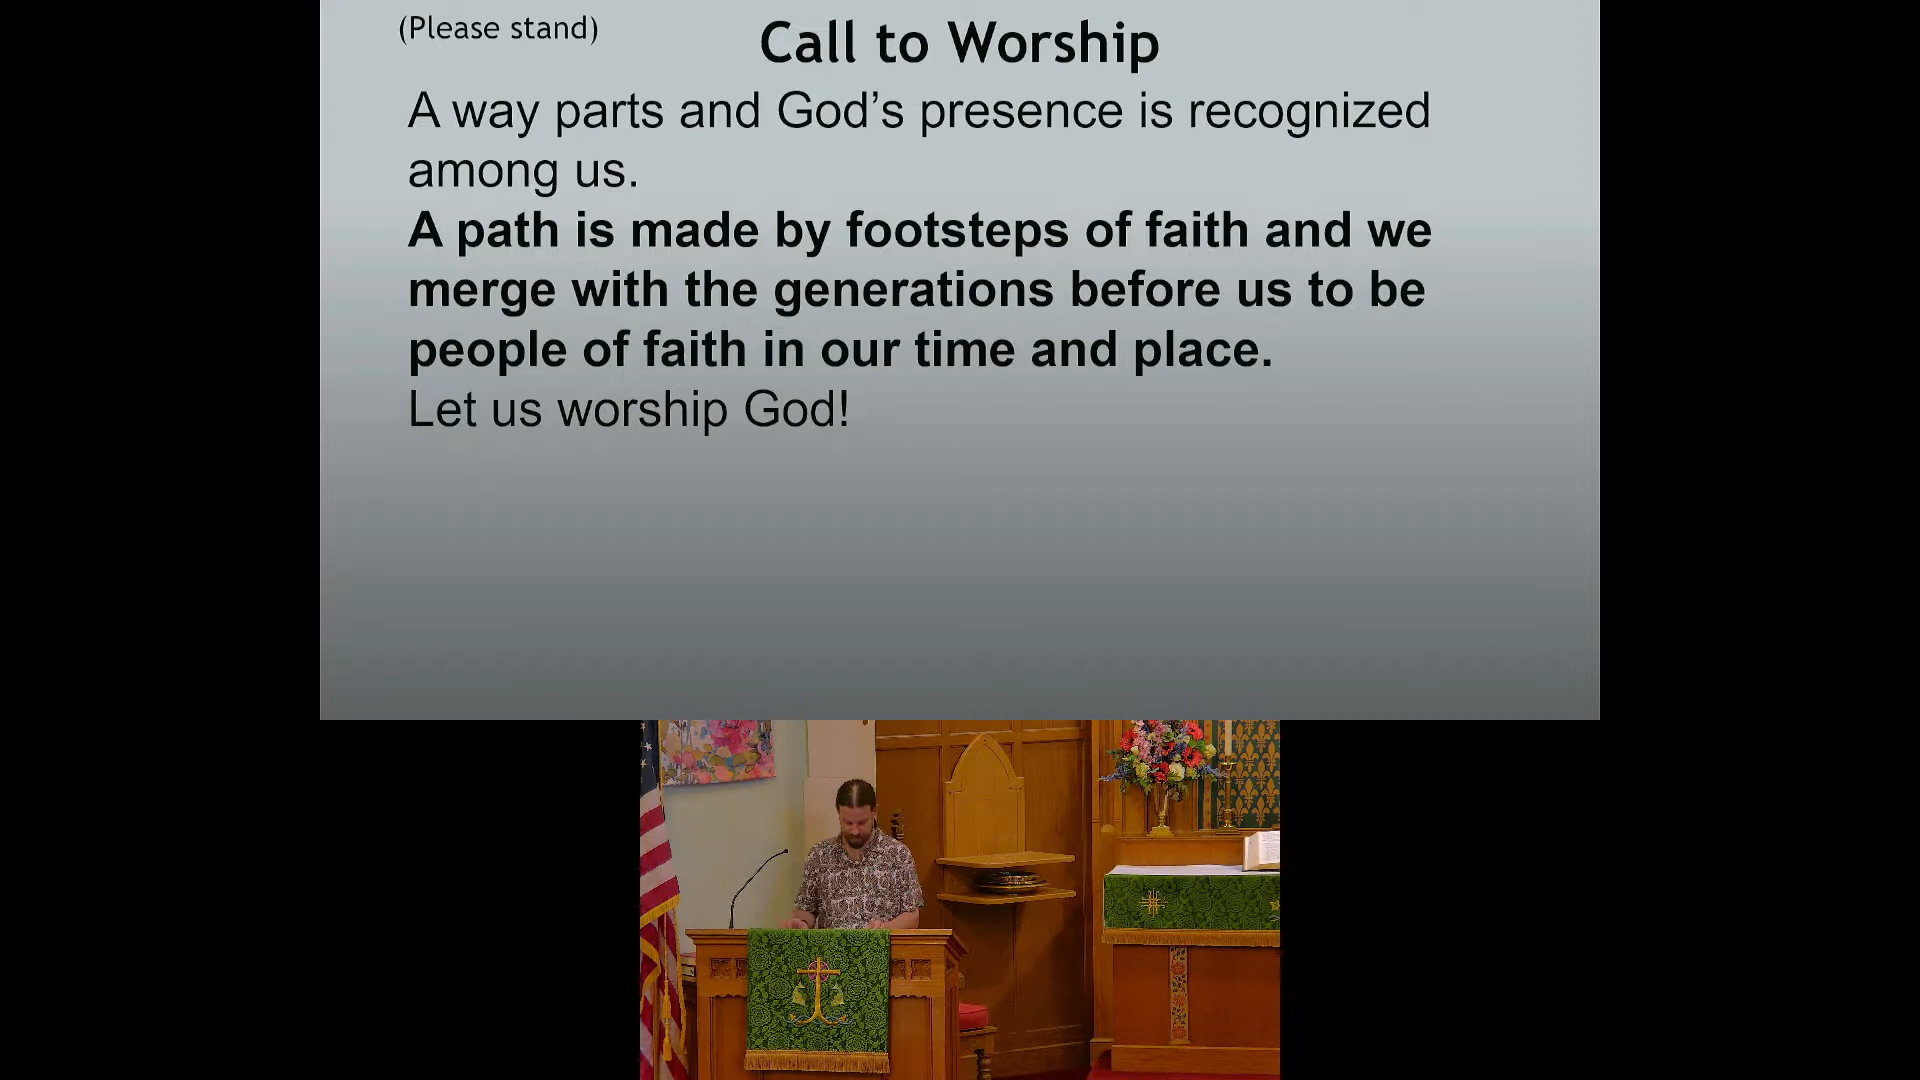 (Please stand)
Call to Worship
A way parts and God’s presence is recognized
among us.
A path is made by footsteps of faith and we
merge with the generations before us to be
people of faith in our time and place.
Let us worship God!